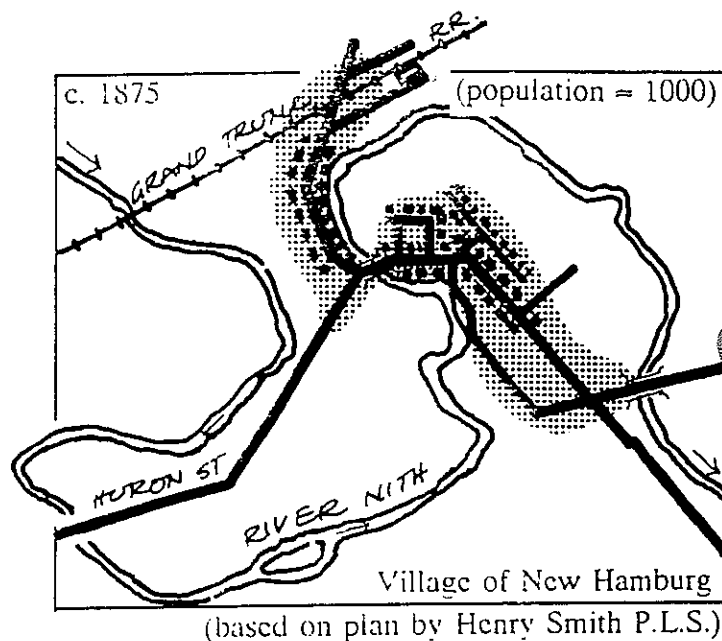 c. 1875
(population = 1000)
GRAND TRUNK RR.
HURON ST
RIVER NITH
Village of New Hamburg
(based on plan by Henry Smith P.L.S.)